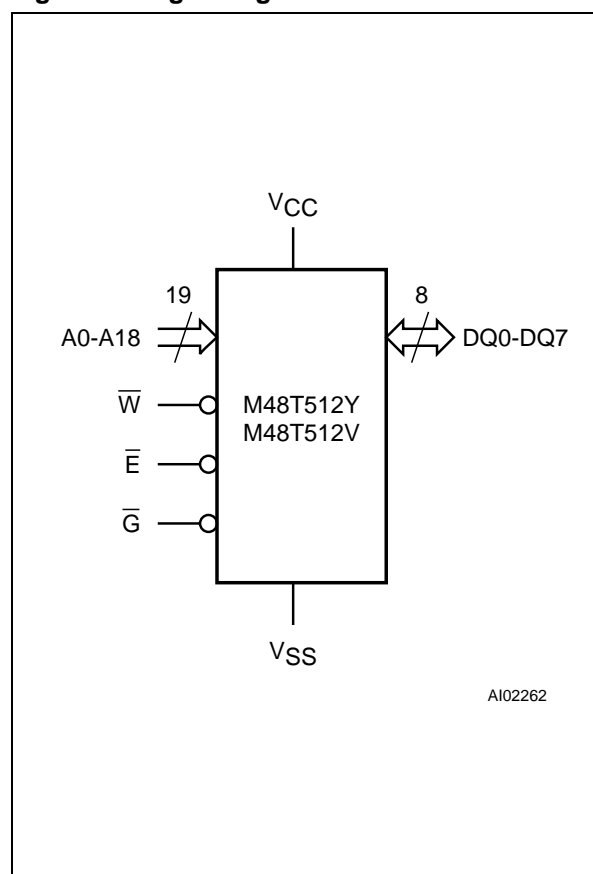 VCC
19
8
A0-A18
DQ0-DQ7
W̅
M48T512Y
M48T512V
E̅
G̅
VSS
AI02262